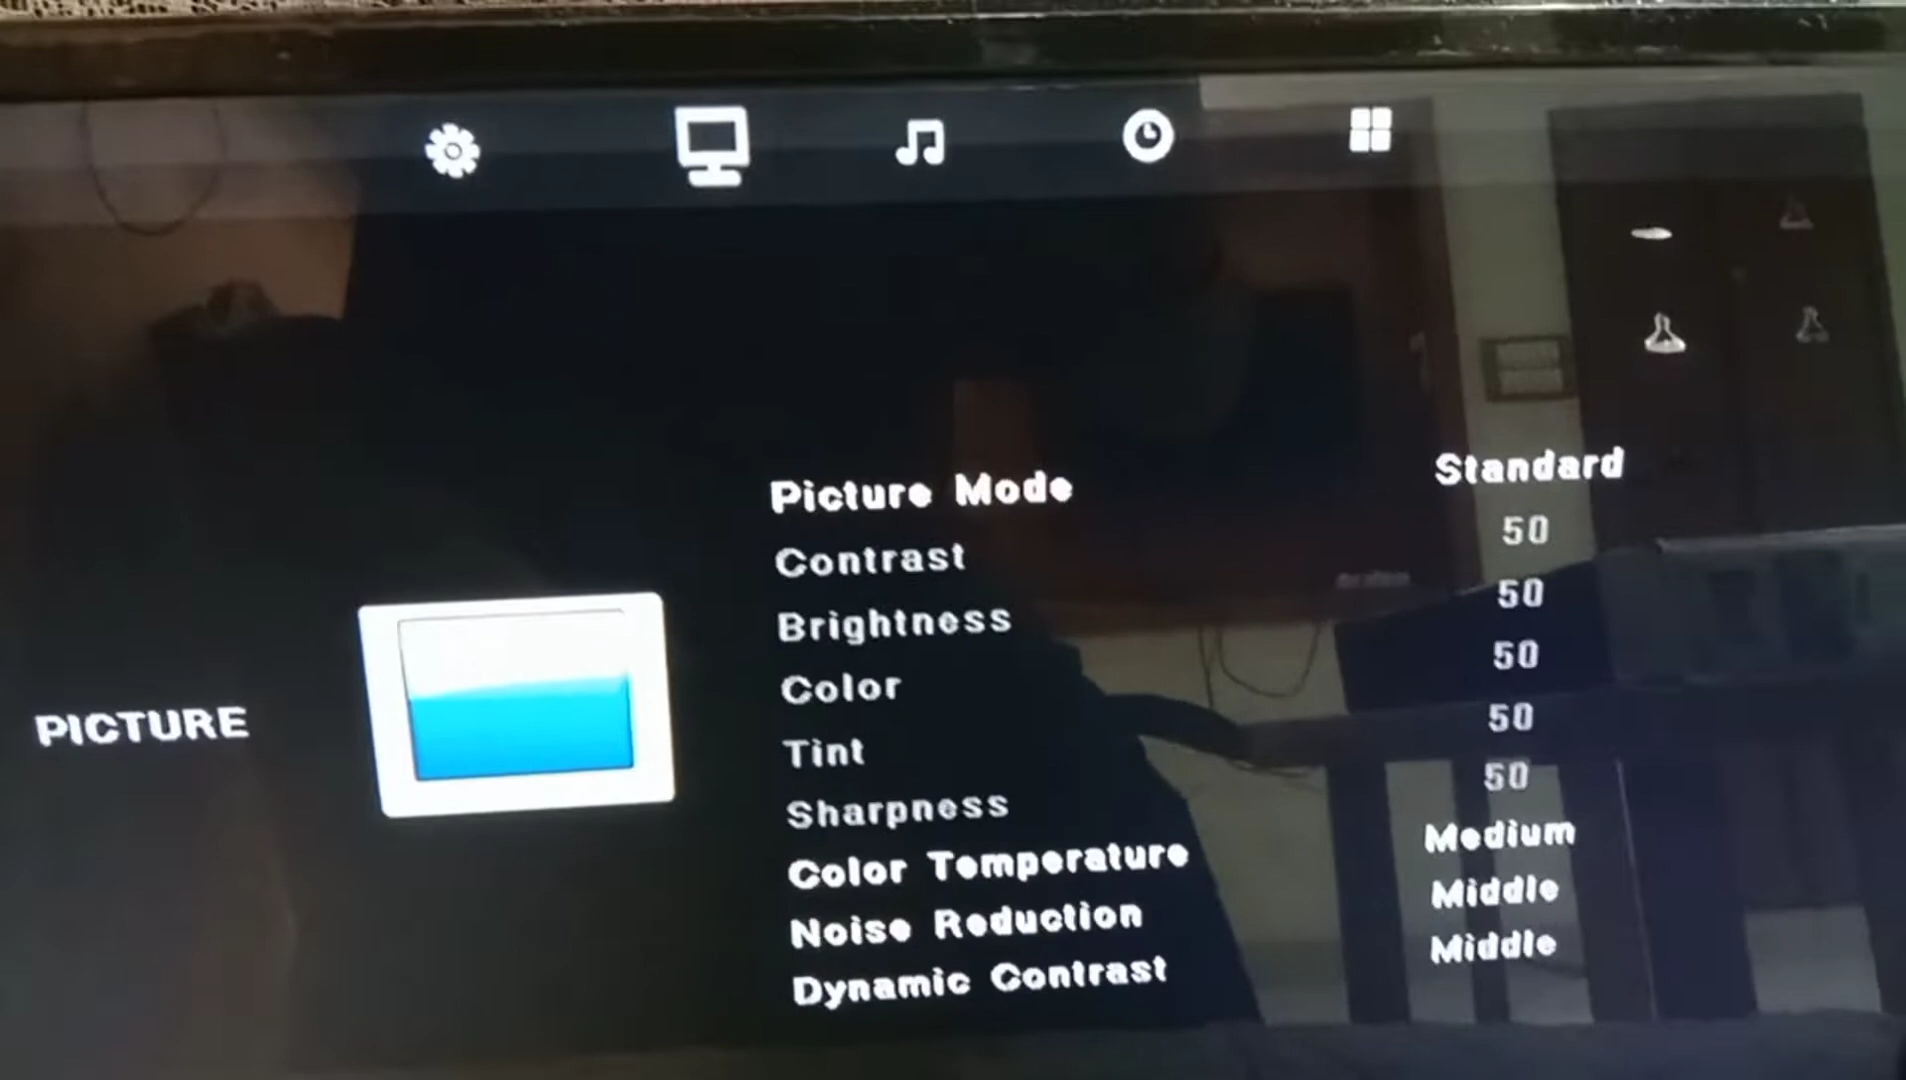 PICTURE
Picture Mode Standard
Contrast 50
Brightness 50
Color 50
Tint 50
Sharpness 50
Color Temperature Medium
Noise Reduction Middle
Dynamic Contrast Middle